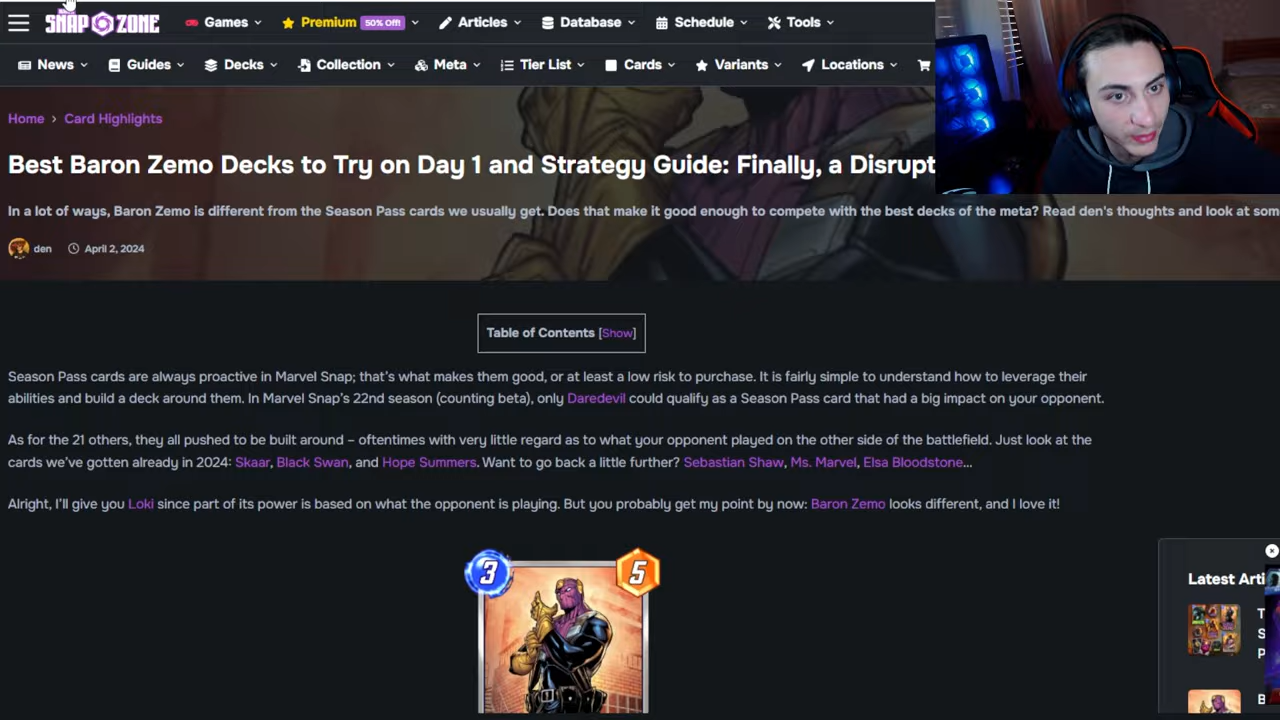 SNAP ZONE
Games
Premium 50% Off!
Articles
Database
Schedule
Tools
News
Guides
Decks
Collection
Meta
Tier List
Cards
Variants
Locations
Home › Card Highlights
Best Baron Zemo Decks to Try on Day 1 and Strategy Guide: Finally, a Disrupt
In a lot of ways, Baron Zemo is different from the Season Pass cards we usually get. Does that make it good enough to compete with the best decks of the meta? Read den's thoughts and look at som
den April 2, 2024
Table of Contents [Show]
Season Pass cards are always proactive in Marvel Snap; that's what makes them good, or at least a low risk to purchase. It is fairly simple to understand how to leverage their
abilities and build a deck around them. In Marvel Snap's 22nd season (counting beta), only Daredevil could qualify as a Season Pass card that had a big impact on your opponent.
As for the 21 others, they all pushed to be built around – oftentimes with very little regard as to what your opponent played on the other side of the battlefield. Just look at the
cards we've gotten already in 2024: Skaar, Black Swan, and Hope Summers. Want to go back a little further? Sebastian Shaw, Ms. Marvel, Elsa Bloodstone...
Alright, I'll give you Loki since part of its power is based on what the opponent is playing. But you probably get my point by now: Baron Zemo looks different, and I love it!
3 5
Latest Arti
T
S
P
B